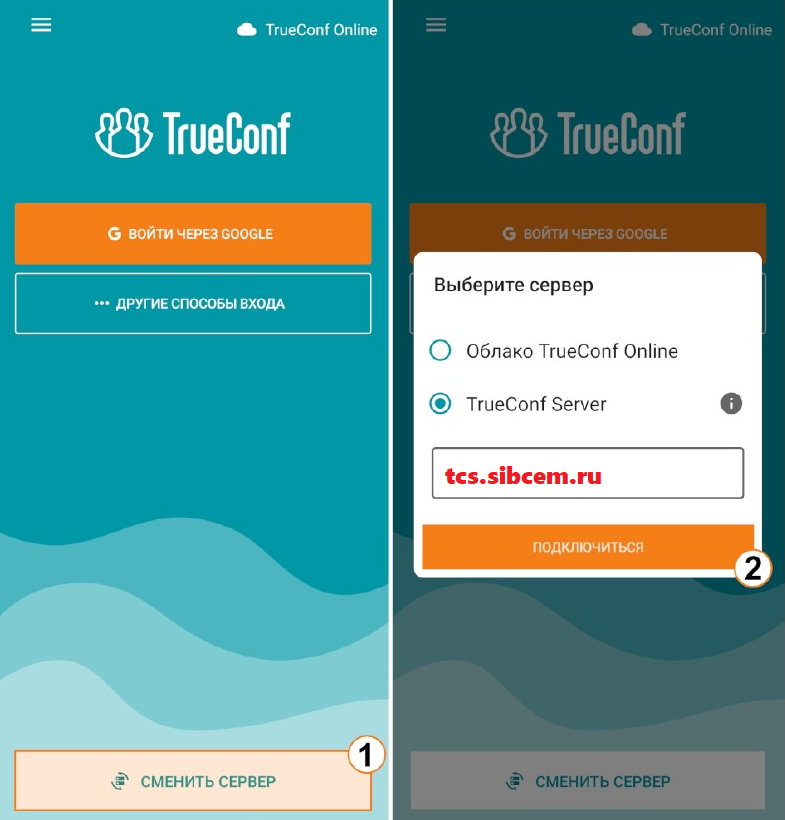 TrueConf Online
TrueConf
G ВОЙТИ ЧЕРЕЗ GOOGLE
••• ДРУГИЕ СПОСОБЫ ВХОДА
1
СМЕНИТЬ СЕРВЕР
TrueConf Online
TrueConf
G ВОЙТИ ЧЕРЕЗ GOOGLE
Выберите сервер
Облако TrueConf Online
TrueConf Server i
tcs.sibcem.ru
ПОДКЛЮЧИТЬСЯ
2
СМЕНИТЬ СЕРВЕР